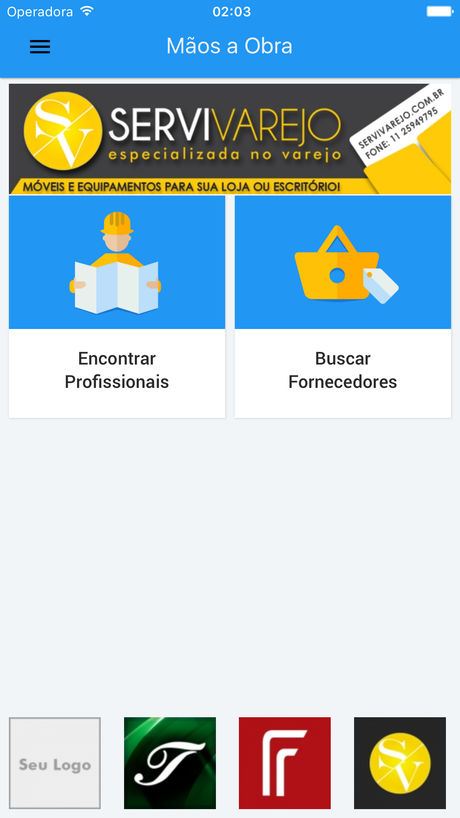 Operadora 02:03
Mãos a Obra
SV SERVIVAREJO
especializada no varejo
SERVIVAREJO.COM.BR
FONE: 11 25949795
MÓVEIS E EQUIPAMENTOS PARA SUA LOJA OU ESCRITÓRIO!
Encontrar
Profissionais
Buscar
Fornecedores
Seu Logo
SV